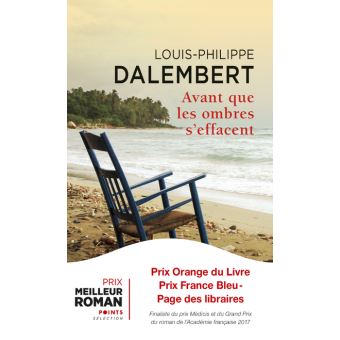 LOUIS-PHILIPPE
DALEMBERT
Avant que
les ombres
s'effacent
PRIX
MEILLEUR
ROMAN
POINTS
SÉLECTION
Prix Orange du Livre
Prix France Bleu-
Page des libraires
Finaliste du prix Médicis et du Grand Prix
du roman de l'Académie française 2017